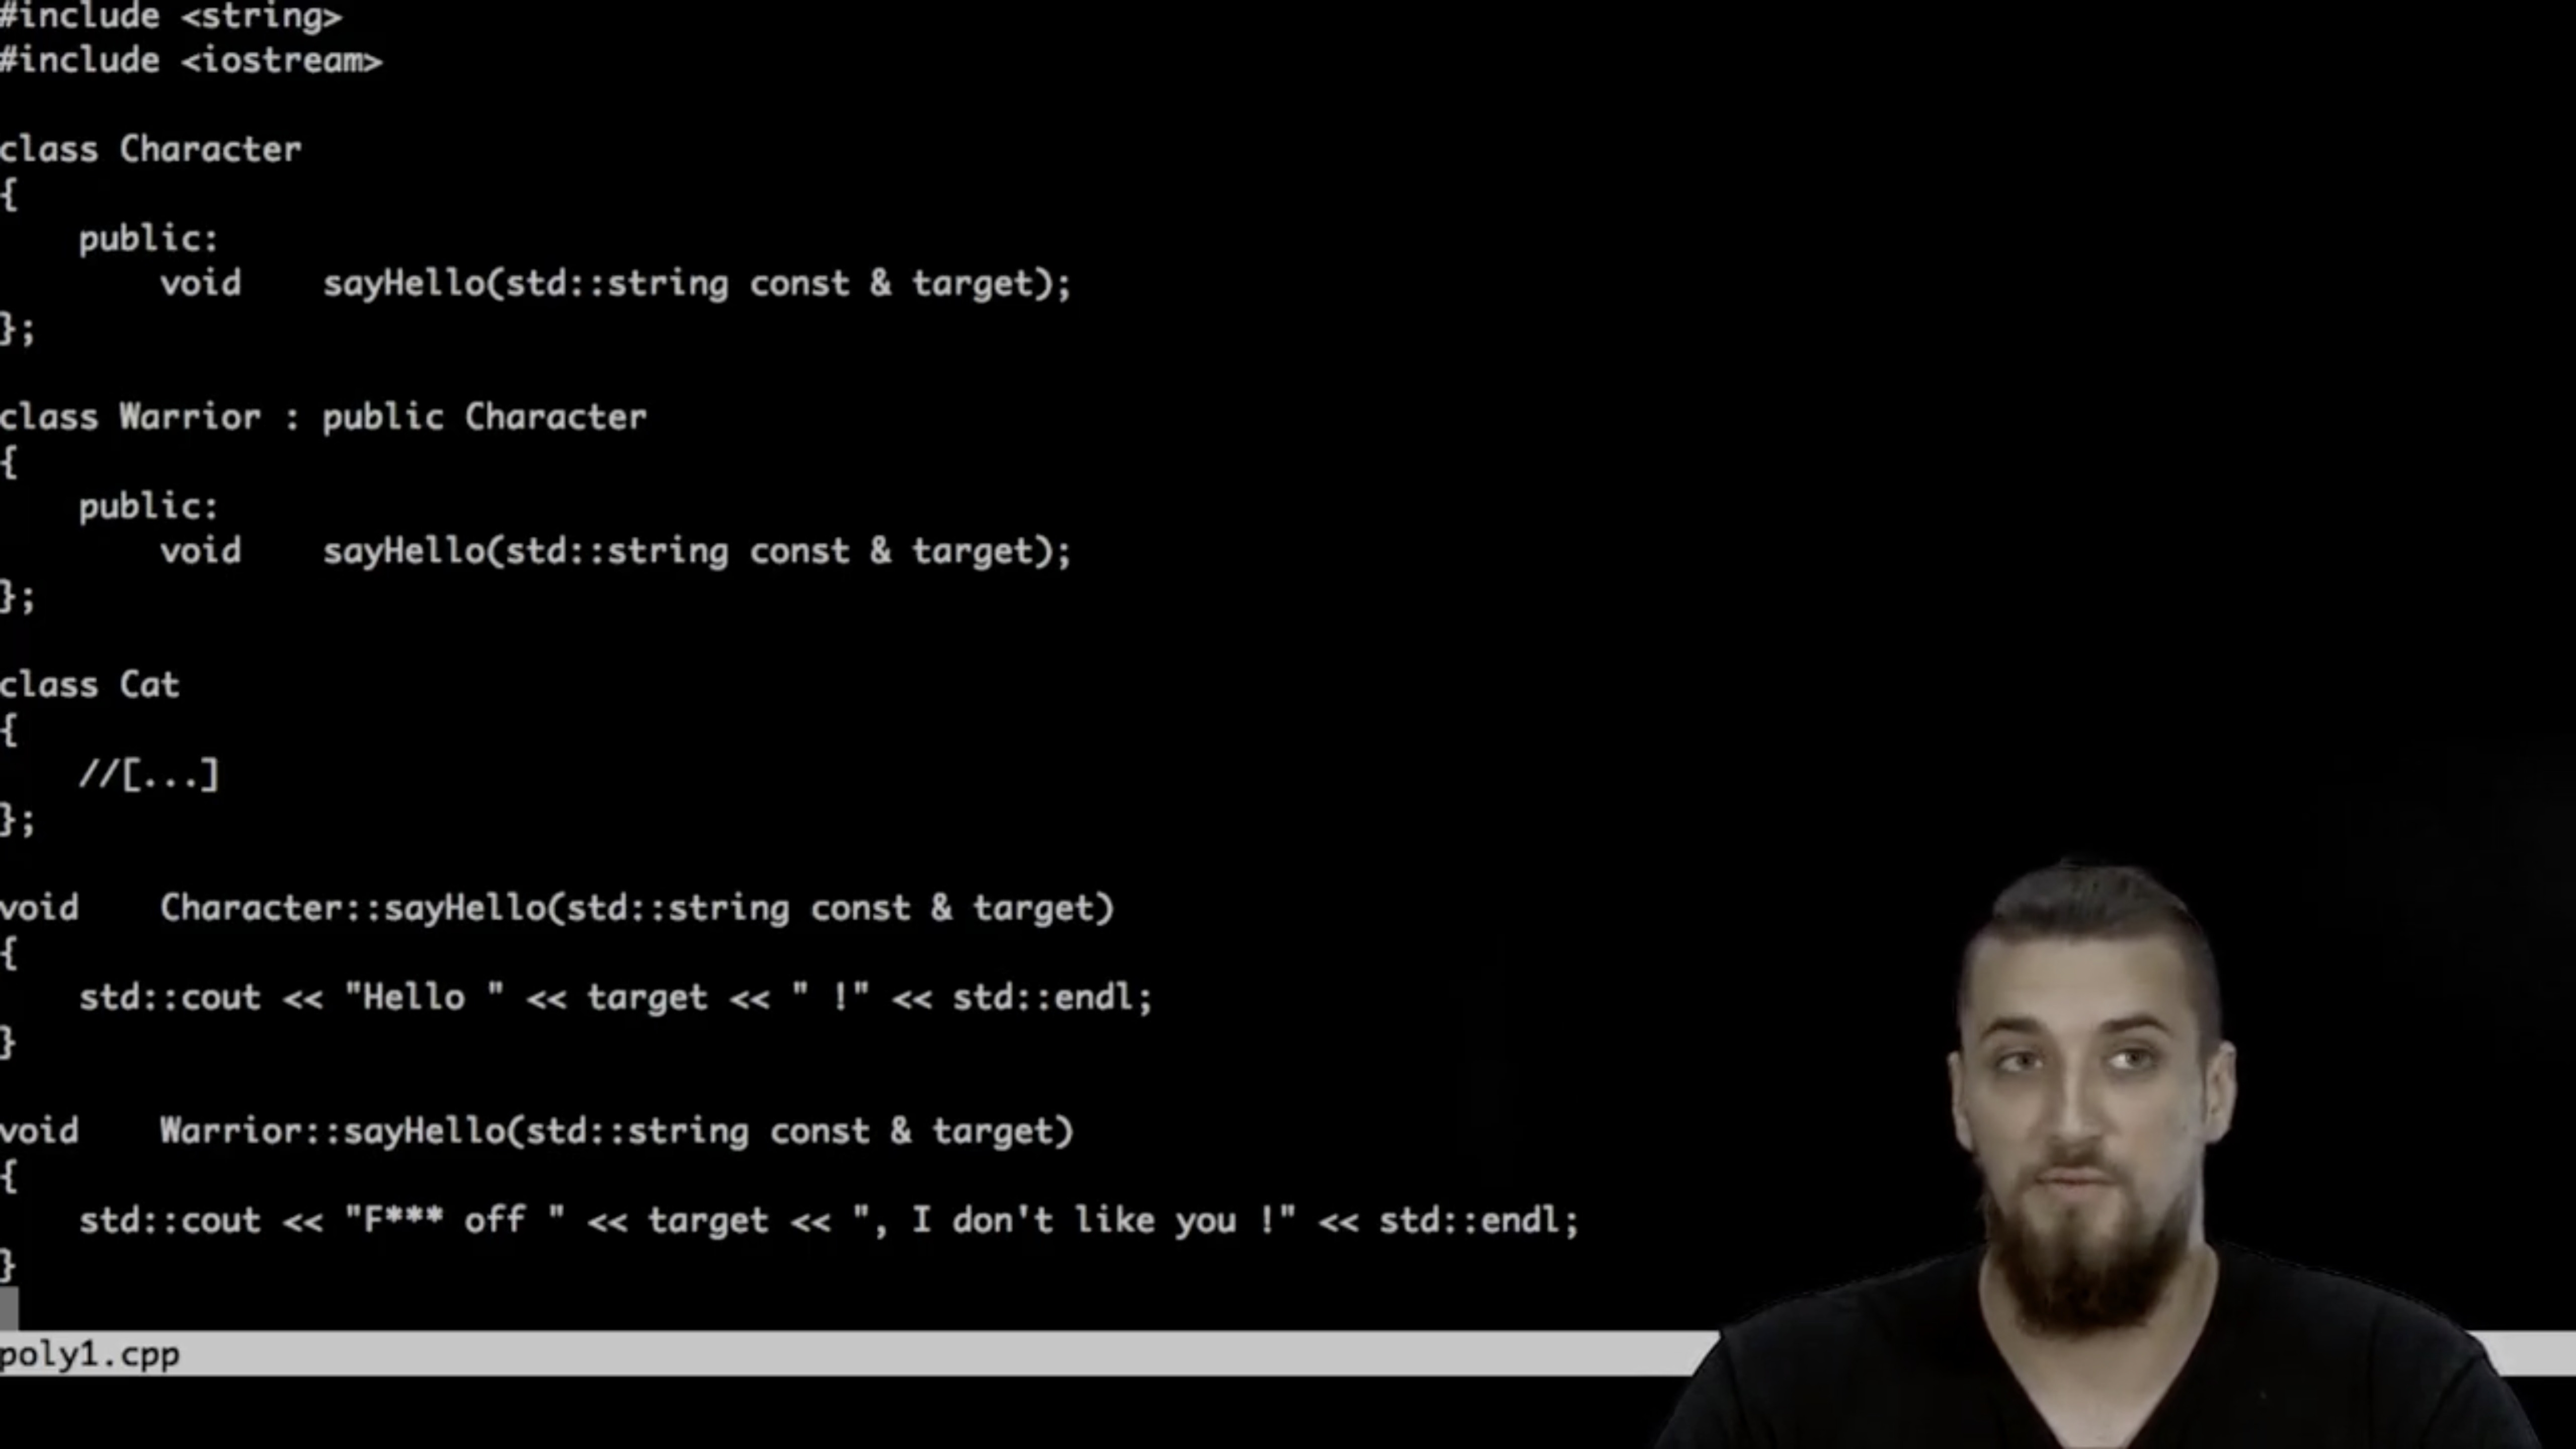 #include <string>
#include <iostream>
class Character
{
    public:
        void    sayHello(std::string const & target);
};
class Warrior : public Character
{
    public:
        void    sayHello(std::string const & target);
};
class Cat
{
    //[...]
};
void    Character::sayHello(std::string const & target)
{
    std::cout << "Hello " << target << " !" << std::endl;
}
void    Warrior::sayHello(std::string const & target)
{
    std::cout << "F*** off " << target << ", I don't like you !" << std::endl;
}
poly1.cpp